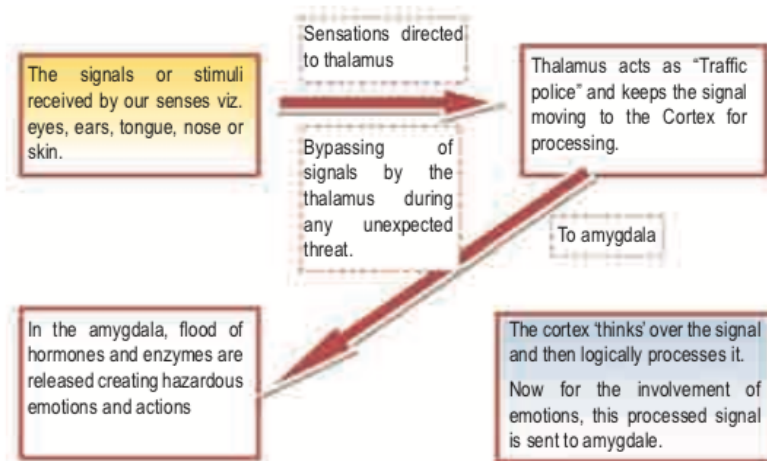 Sensations directed
to thalamus
The signals or stimuli
received by our senses viz.
eyes, ears, tongue, nose or
skin.
Thalamus acts as “Traffic
police” and keeps the signal
moving to the Cortex for
processing.
Bypassing of
signals by the
thalamus during
any unexpected
threat.
To amygdala
In the amygdala, flood of
hormones and enzymes are
released creating hazardous
emotions and actions
The cortex ‘thinks’ over the signal
and then logically processes it.
Now for the involvement of
emotions, this processed signal
is sent to amygdale.